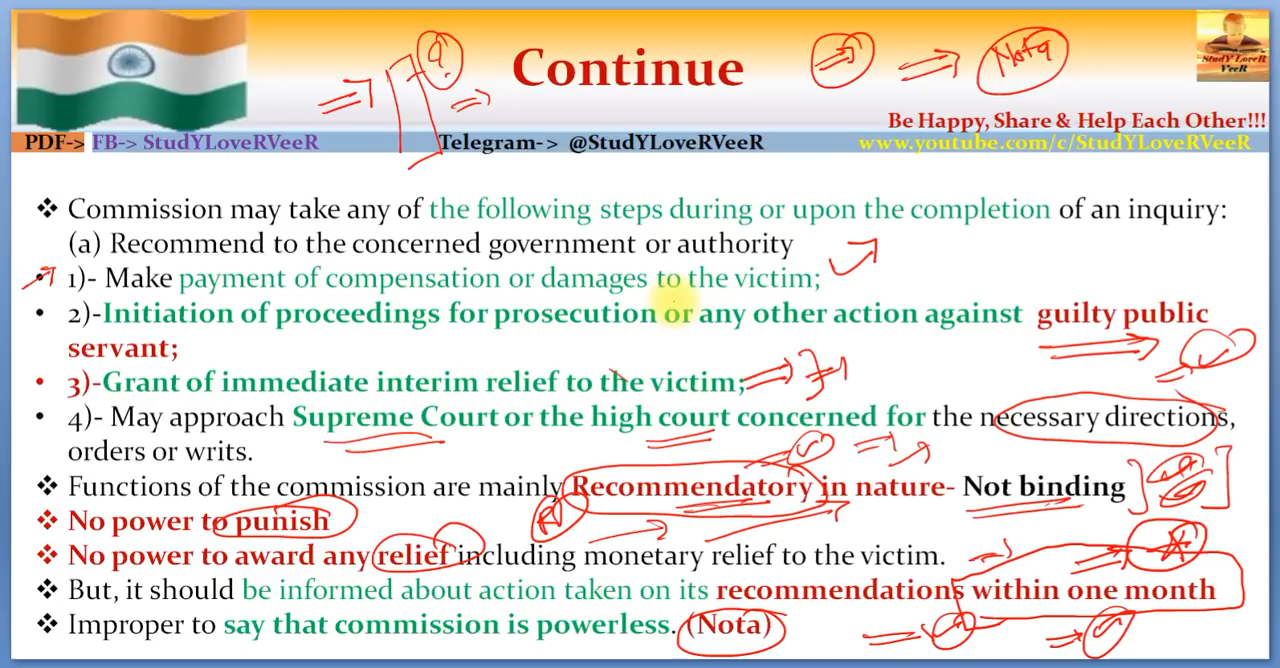 Continue
Nota
StudY LoveR
VeeR
Be Happy, Share & Help Each Other!!!
PDF-> FB-> StudYLoveRVeeR Telegram-> @StudYLoveRVeeR www.youtube.com/c/StudYLoveRVeeR
❖ Commission may take any of the following steps during or upon the completion of an inquiry:
(a) Recommend to the concerned government or authority
• 1)- Make payment of compensation or damages to the victim;
• 2)-Initiation of proceedings for prosecution or any other action against guilty public
servant;
• 3)-Grant of immediate interim relief to the victim;
• 4)- May approach Supreme Court or the high court concerned for the necessary directions,
orders or writs.
❖ Functions of the commission are mainly Recommendatory in nature- Not binding
❖ No power to punish
❖ No power to award any relief including monetary relief to the victim.
❖ But, it should be informed about action taken on its recommendations within one month
❖ Improper to say that commission is powerless. (Nota)